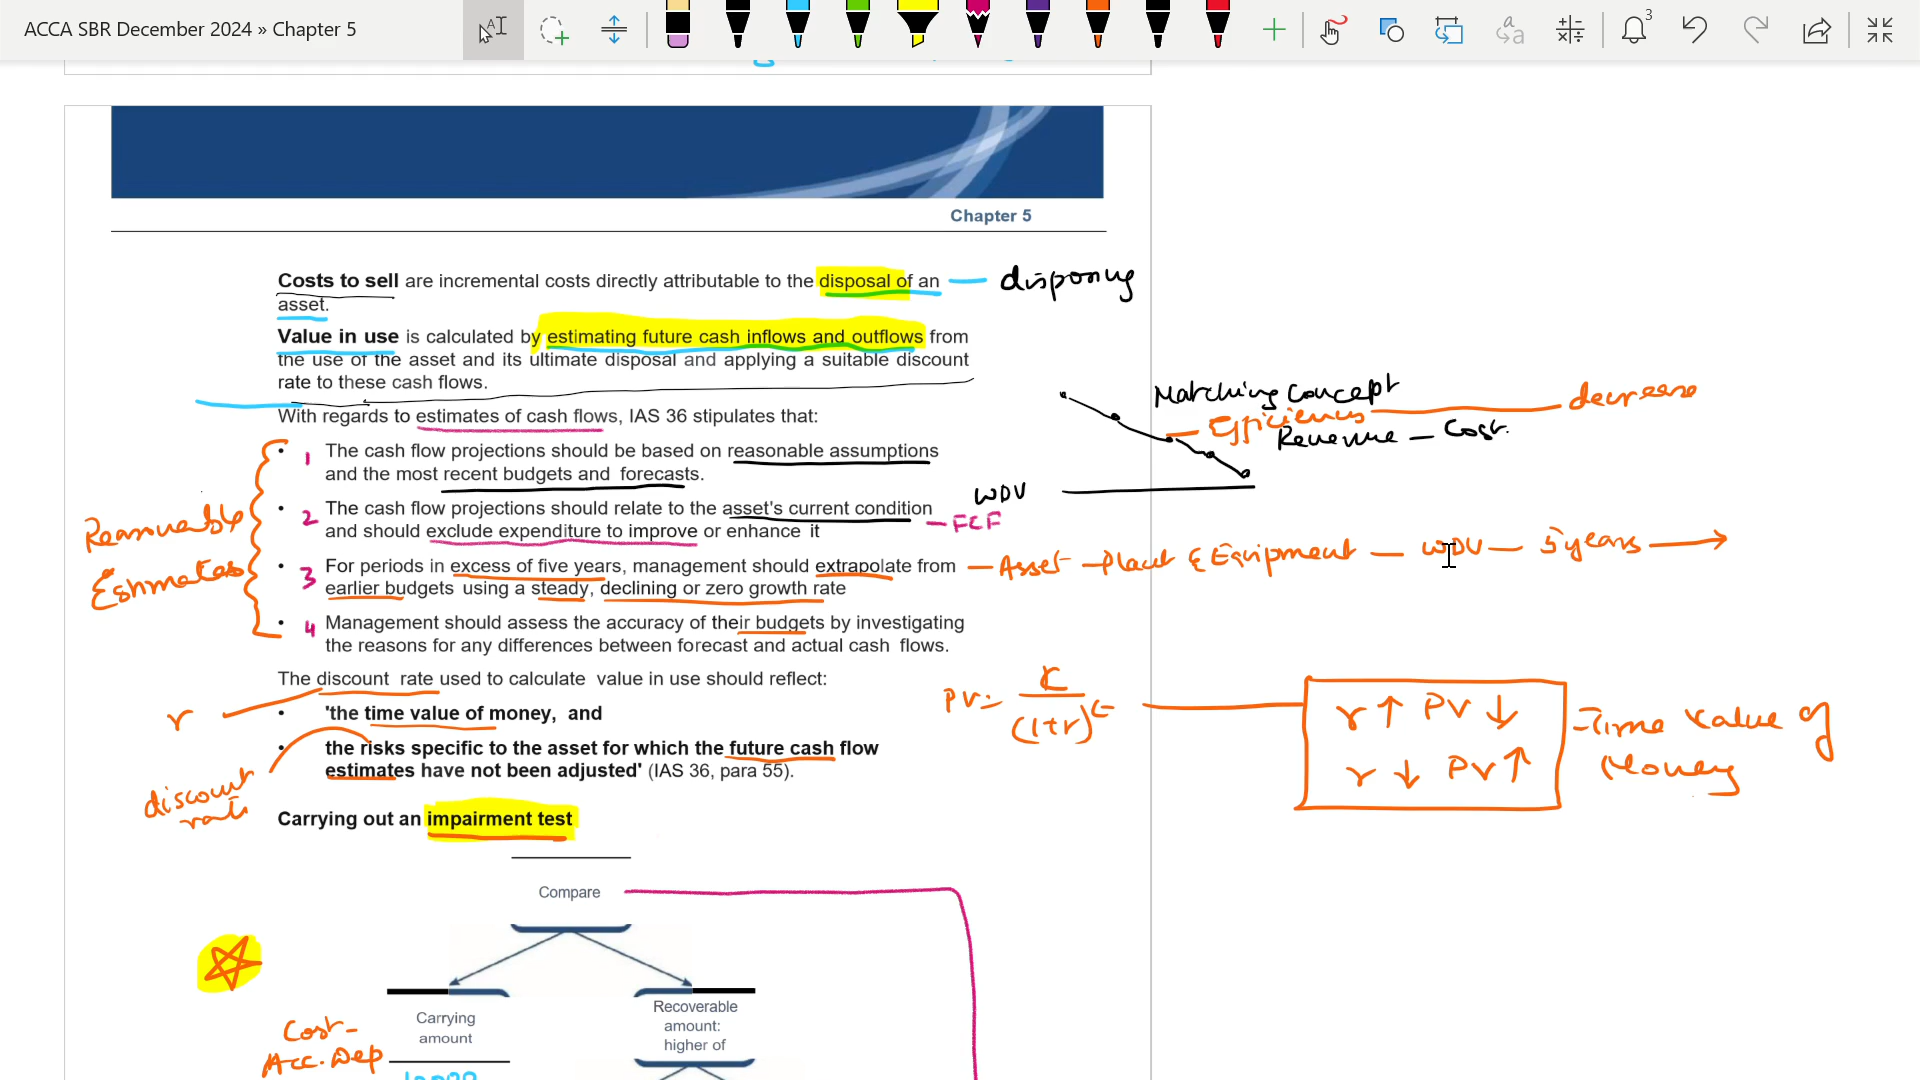 ACCA SBR December 2024 » Chapter 5
3
Chapter 5
Costs to sell are incremental costs directly attributable to the disposal of an
asset.
disposing
Value in use is calculated by estimating future cash inflows and outflows from
the use of the asset and its ultimate disposal and applying a suitable discount
rate to these cash flows.
Matching Concept
Efficiency
decrease
Revenue – Cost.
With regards to estimates of cash flows, IAS 36 stipulates that:
Reasonable
Estimates
• 1 The cash flow projections should be based on reasonable assumptions
and the most recent budgets and forecasts.
WDV
• 2 The cash flow projections should relate to the asset's current condition
and should exclude expenditure to improve or enhance it
– FCF
• 3 For periods in excess of five years, management should extrapolate from
earlier budgets using a steady, declining or zero growth rate
– Asset – Plant & Equipment – WDV – 5 years
• 4 Management should assess the accuracy of their budgets by investigating
the reasons for any differences between forecast and actual cash flows.
The discount rate used to calculate value in use should reflect:
r
• 'the time value of money, and
• the risks specific to the asset for which the future cash flow
estimates have not been adjusted' (IAS 36, para 55).
discount
rate
r ↑ PV ↓
r ↓ PV ↑
– Time Value of
Money
Carrying out an impairment test
Compare
Carrying
amount
Recoverable
amount:
higher of
Cost –
Acc. Dep